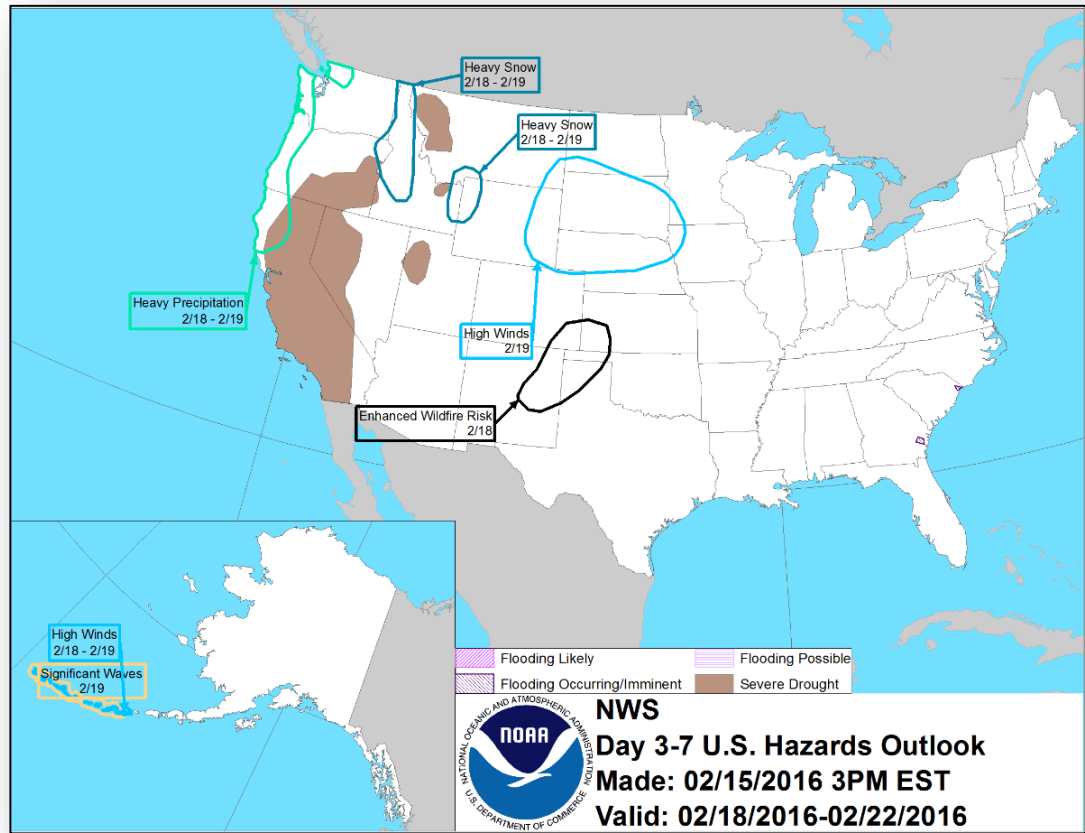 Heavy Snow
2/18 - 2/19
Heavy Snow
2/18 - 2/19
Heavy Precipitation
2/18 - 2/19
High Winds
2/19
Enhanced Wildfire Risk
2/18
High Winds
2/18 - 2/19
Significant Waves
2/19
Flooding Likely
Flooding Possible
Flooding Occurring/Imminent
Severe Drought
NATIONAL OCEANIC AND ATMOSPHERIC ADMINISTRATION
NOAA
U.S. DEPARTMENT OF COMMERCE
NWS
Day 3-7 U.S. Hazards Outlook
Made: 02/15/2016 3PM EST
Valid: 02/18/2016-02/22/2016